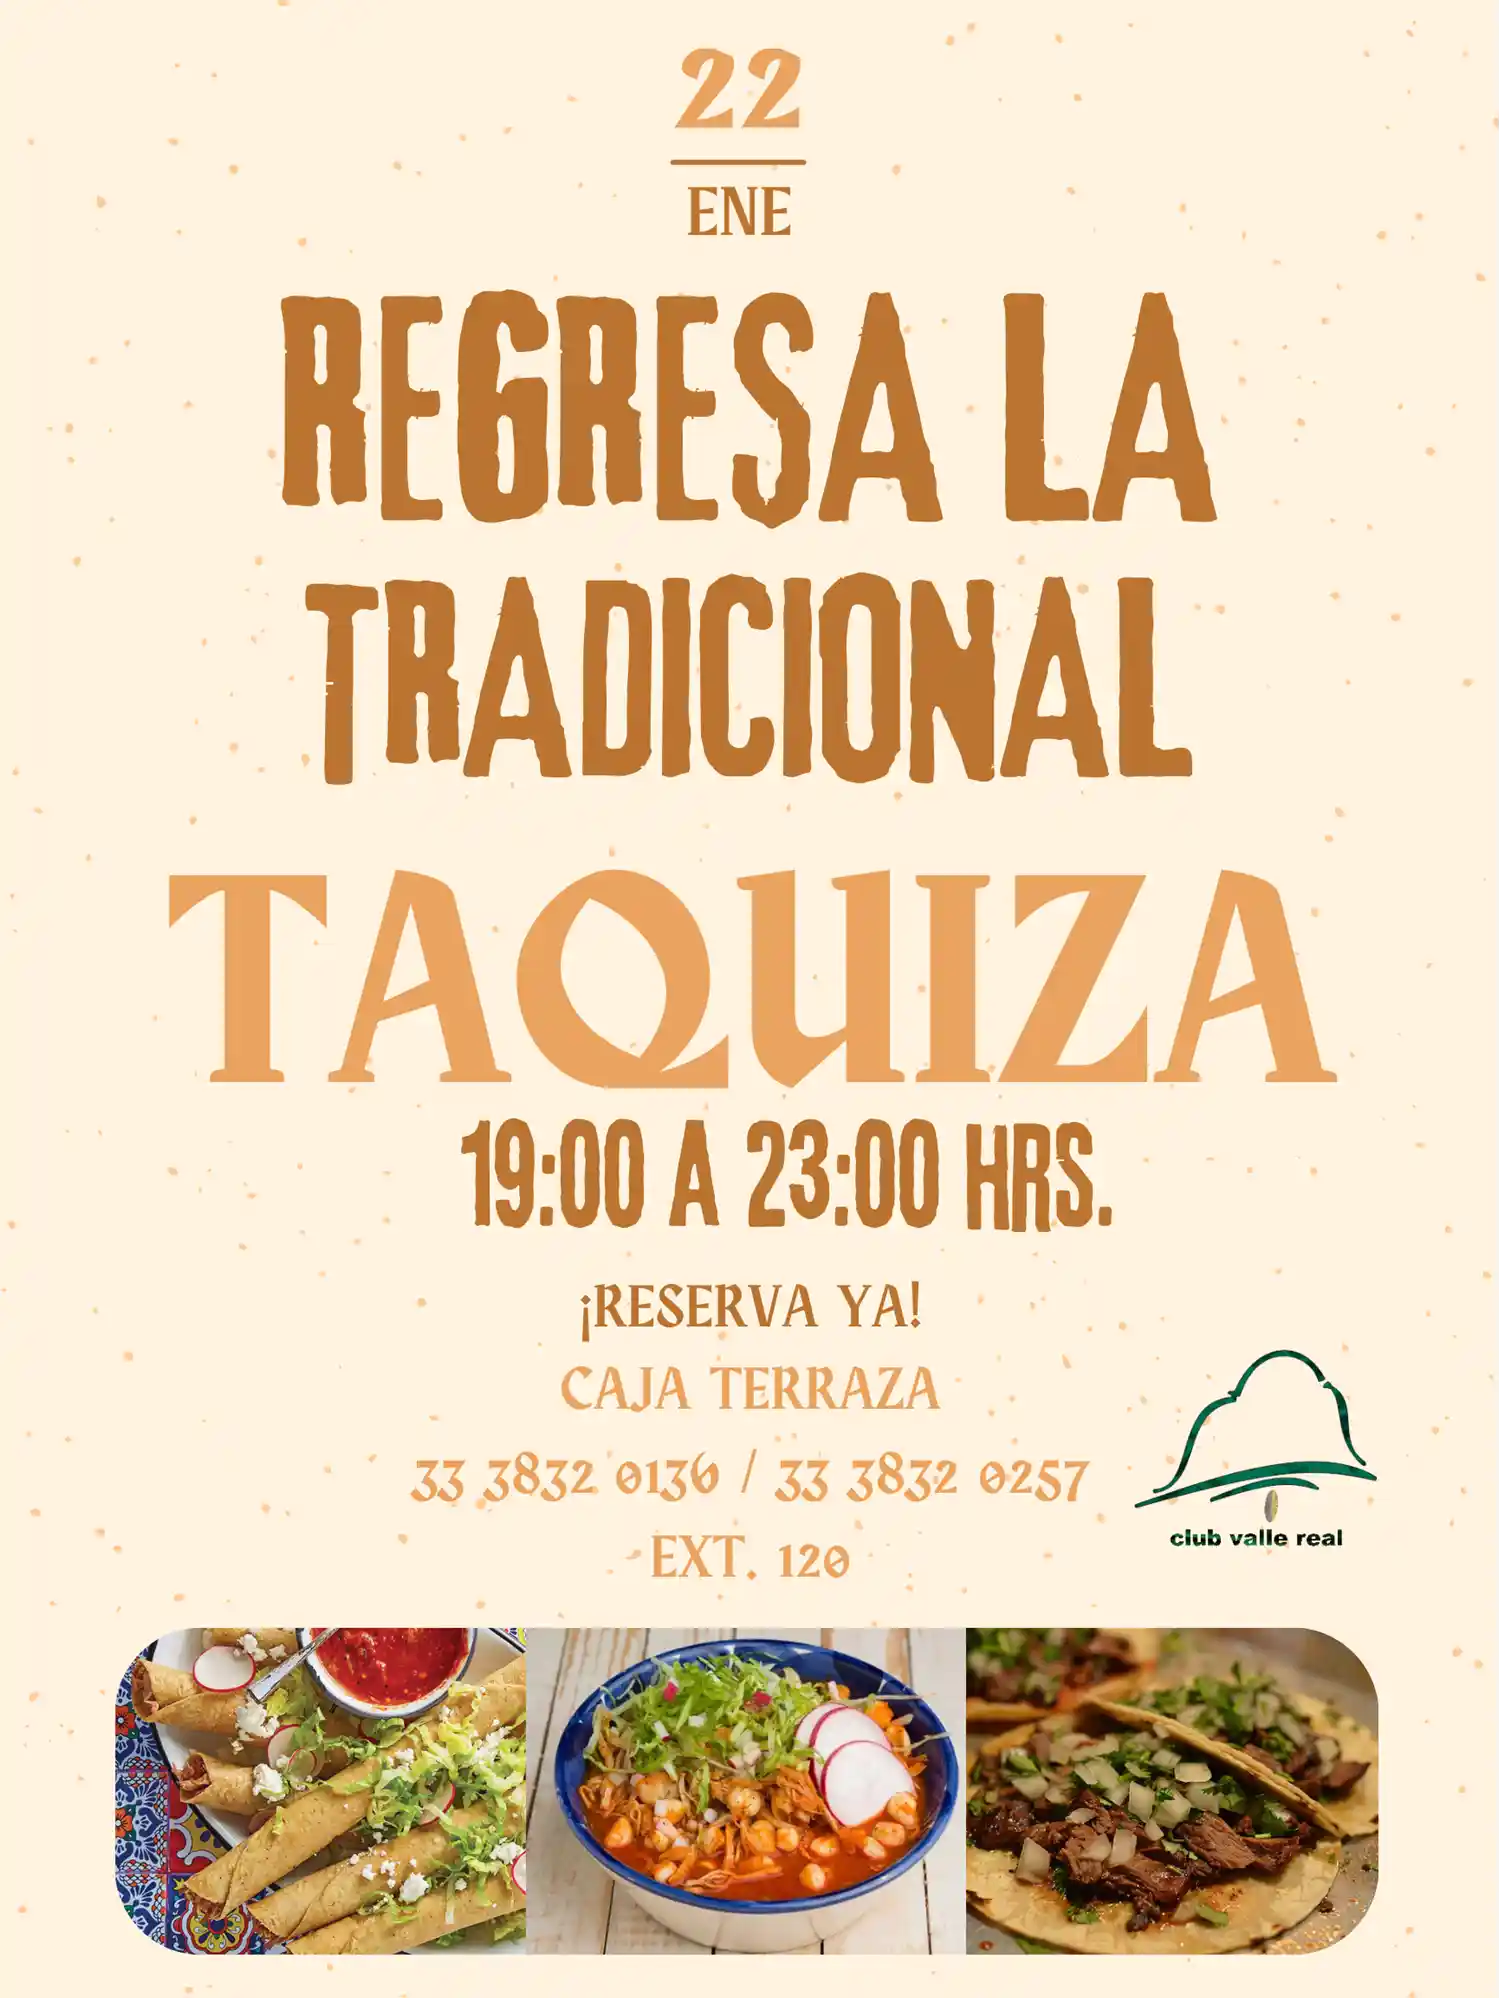 22
ENE
REGRESA LA
TRADICIONAL
TAQUIZA
19:00 A 23:00 HRS.
¡RESERVA YA!
CAJA TERRAZA
33 3832 0136 / 33 3832 0257
EXT. 120
club valle real